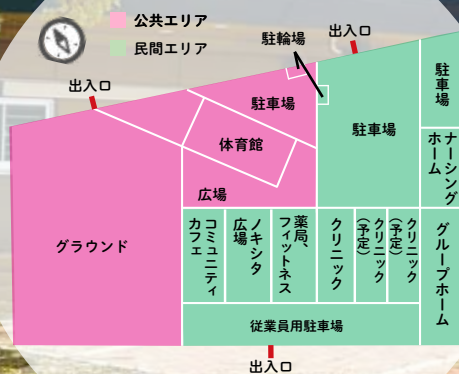 公共エリア
民間エリア
駐輪場
出入口
出入口
駐車場
駐車場
駐車場
体育館
ナーシング
ホーム
広場
グラウンド
コミュニティ
カフェ
ノキシタ
広場
薬局、
フィットネス
クリニック
クリニック
(予定)
クリニック
(予定)
グループホーム
従業員用駐車場
出入口